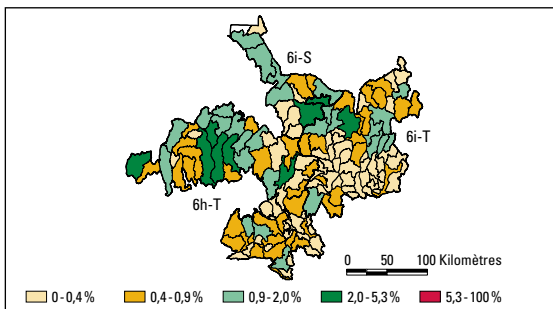 6i-S
6i-T
6h-T
0 50 100 Kilomètres
0 - 0,4 % 0,4 - 0,9 % 0,9 - 2,0 % 2,0 - 5,3 % 5,3 - 100 %